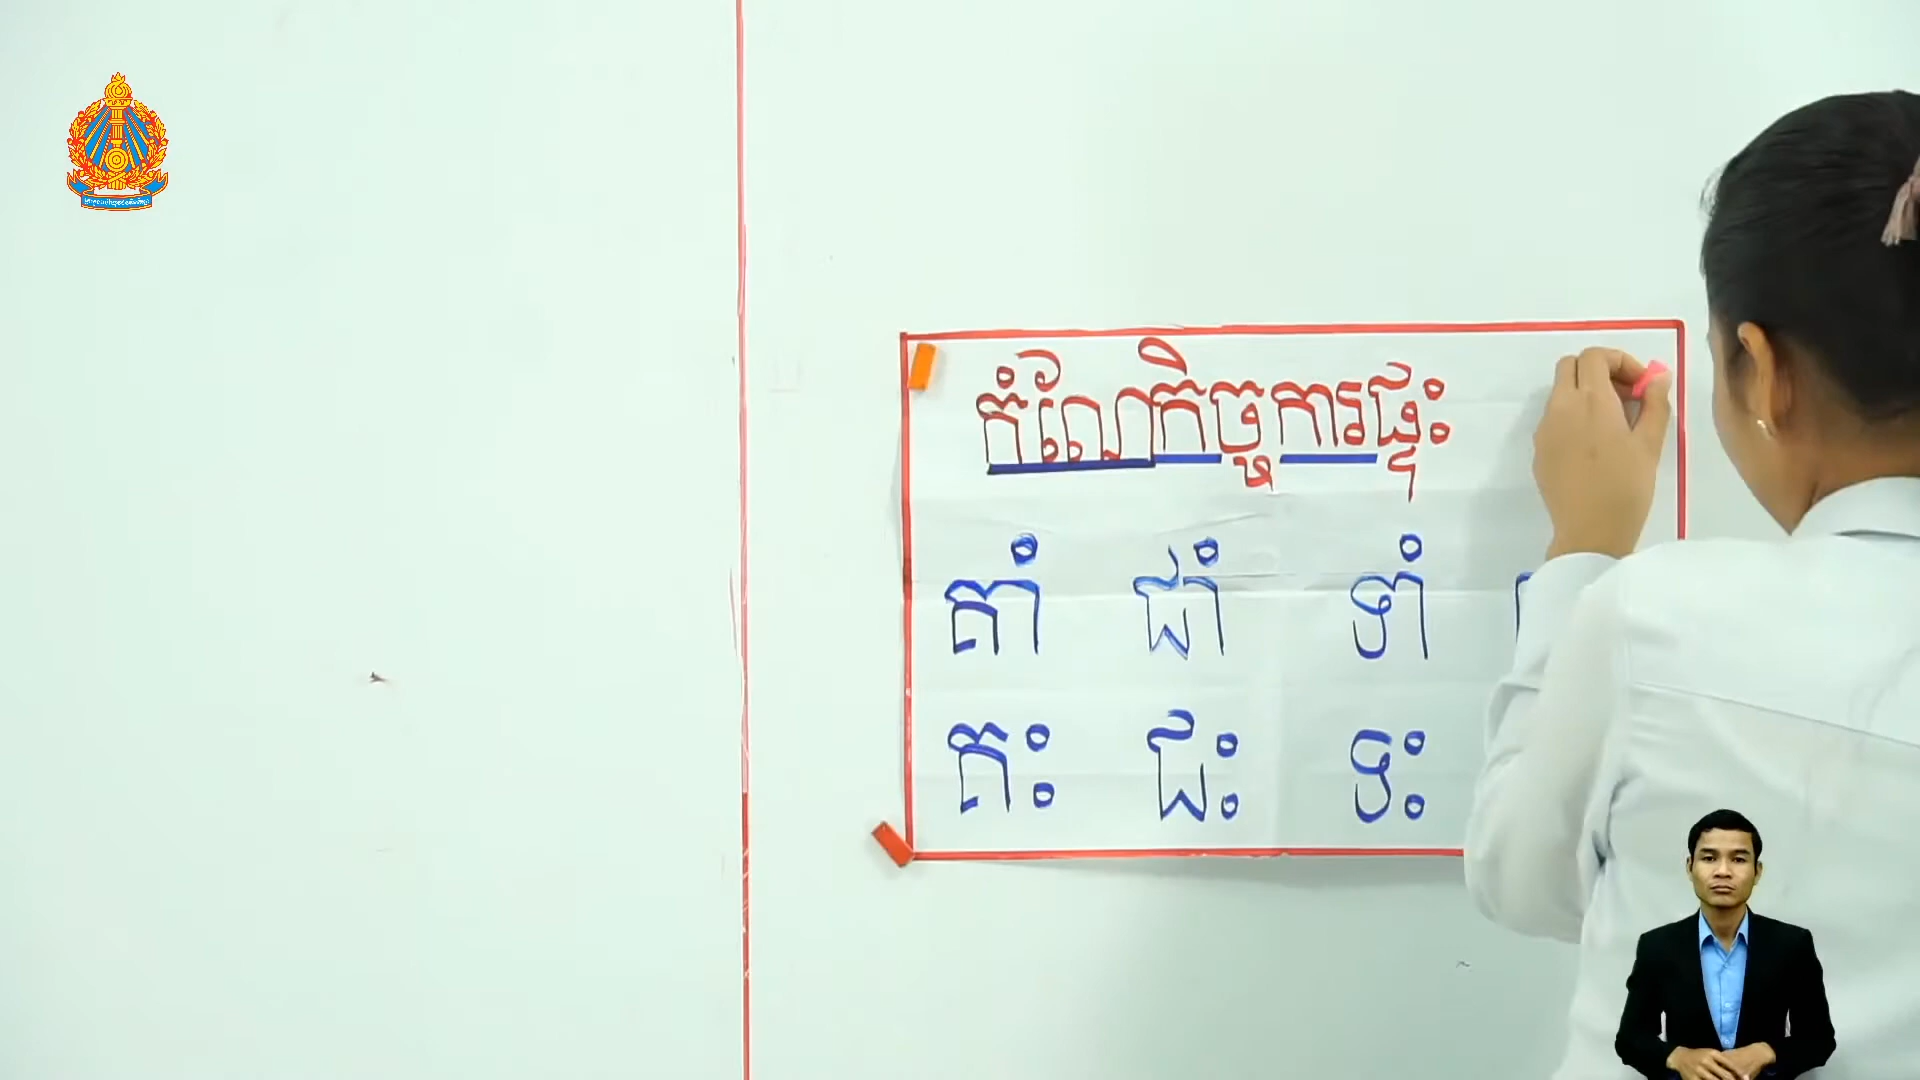 កំណែកិច្ចការផ្ទះ
គាំ ជាំ ទាំ
គះ ជះ ទះ